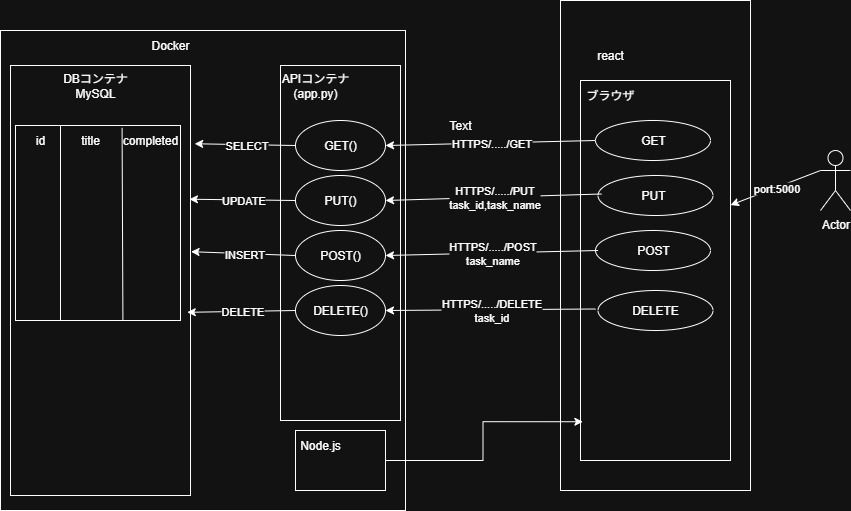 Docker
react
DBコンテナ
MySQL
APIコンテナ
(app.py)
ブラウザ
id
title
completed
SELECT
GET()
Text
HTTPS/...../GET
GET
UPDATE
PUT()
HTTPS/...../PUT
task_id,task_name
PUT
port:5000
Actor
INSERT
POST()
HTTPS/...../POST
task_name
POST
DELETE
DELETE()
HTTPS/...../DELETE
task_id
DELETE
Node.js